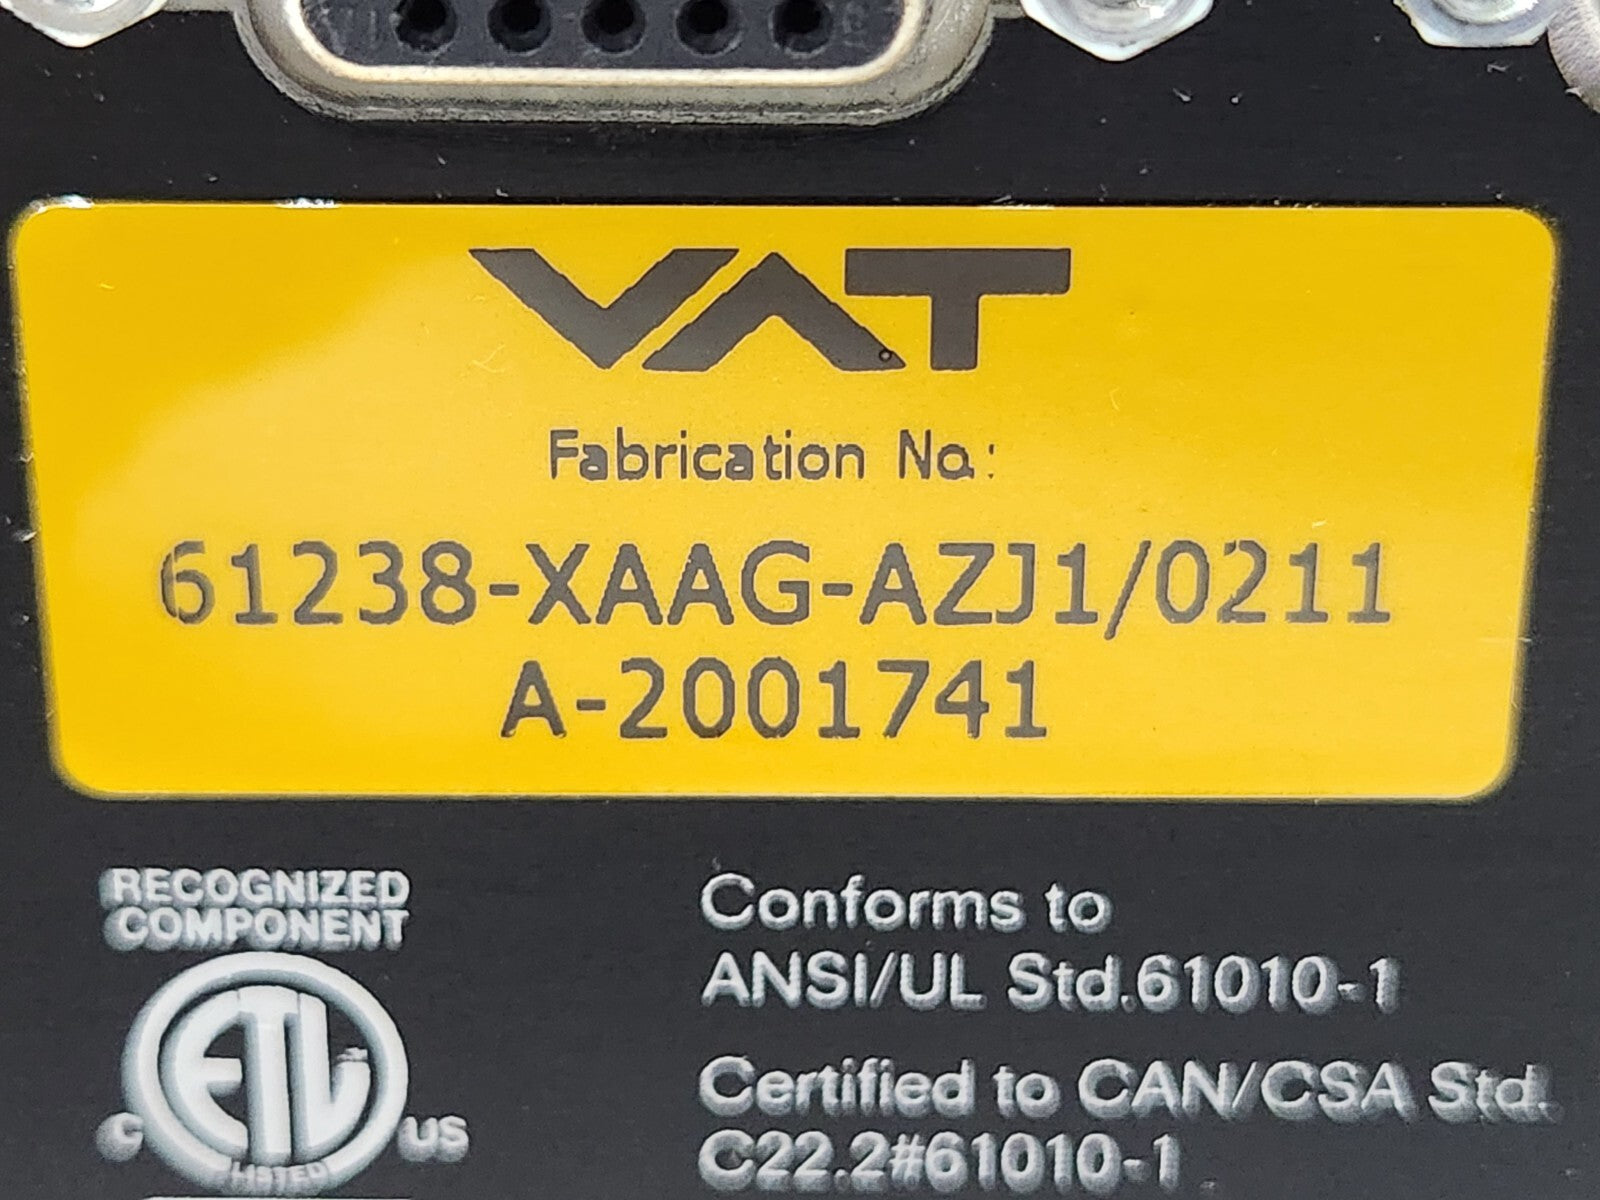 VAT
Fabrication No.:
61238-XAAG-AZJ1/0211
A-2001741
RECOGNIZED
COMPONENT
ETL
C US
LISTED
Conforms to
ANSI/UL Std.61010-1
Certified to CAN/CSA Std.
C22.2#61010-1